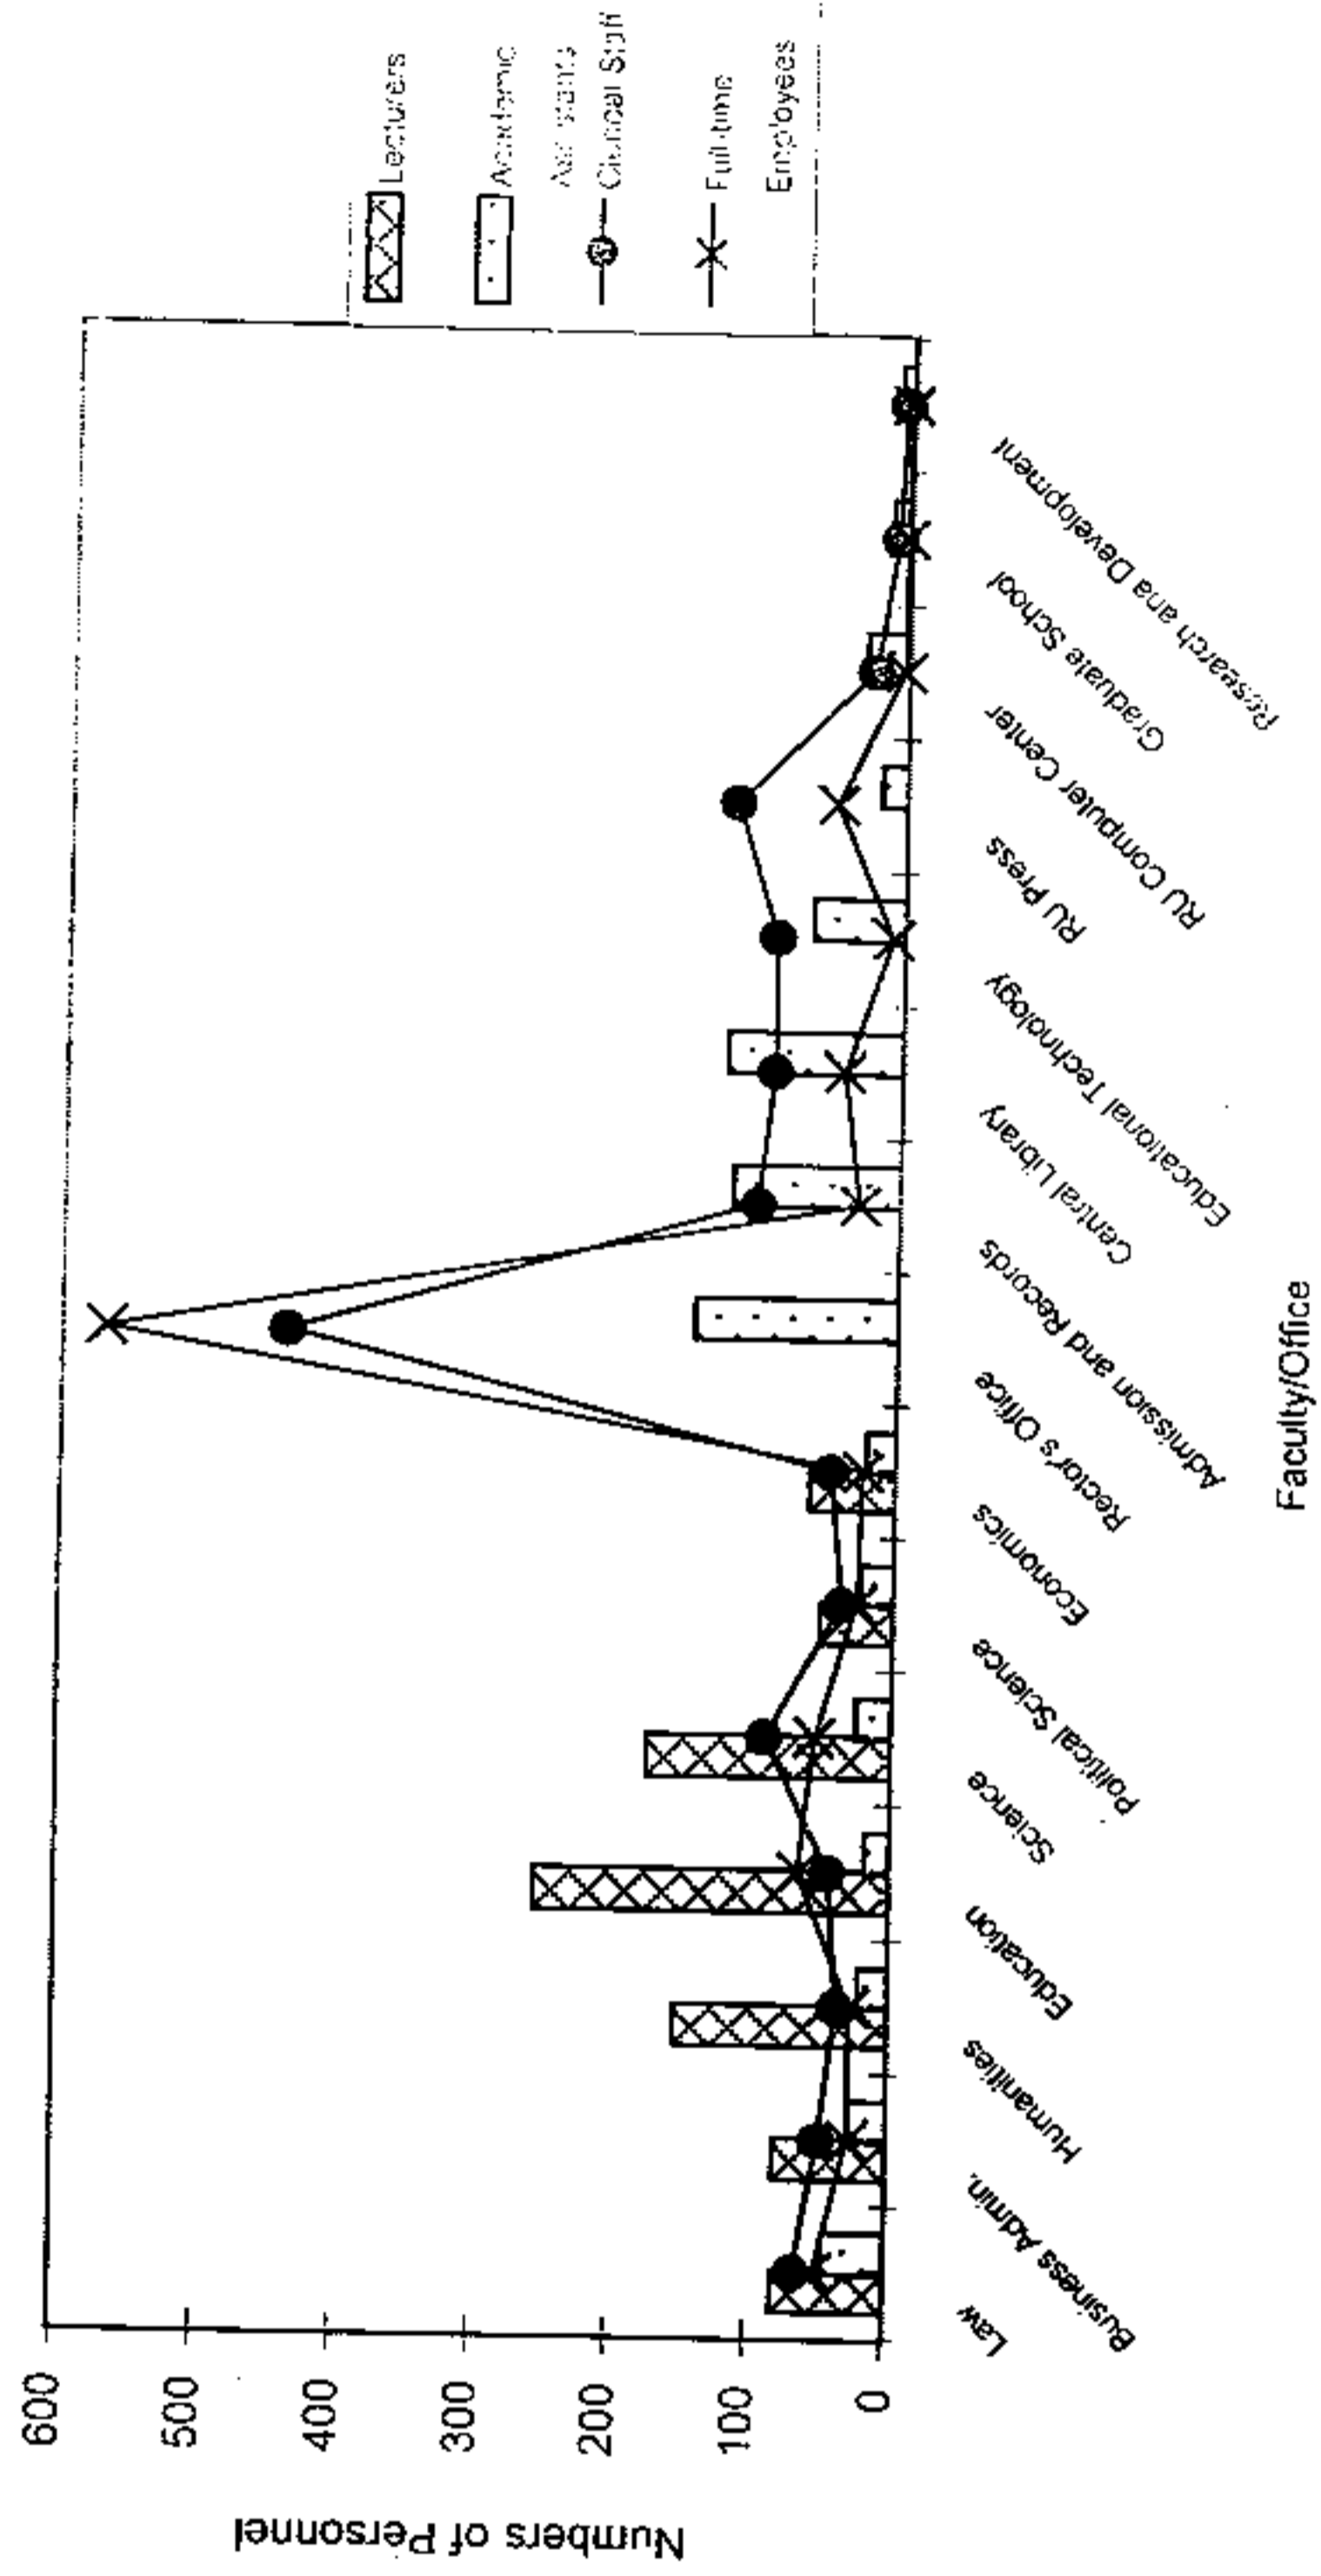 Numbers of Personnel
600
500
400
300
200
100
0
Law
Business Admin.
Humanities
Education
Science
Political Science
Economics
Rector's Office
Admission and Records
Central Library
Educational Technology
RU Press
RU Computer Center
Graduate School
Research and Development
Faculty/Office
Lecturers
Academic
Assistants
Clerical Staff
Full-time
Employees